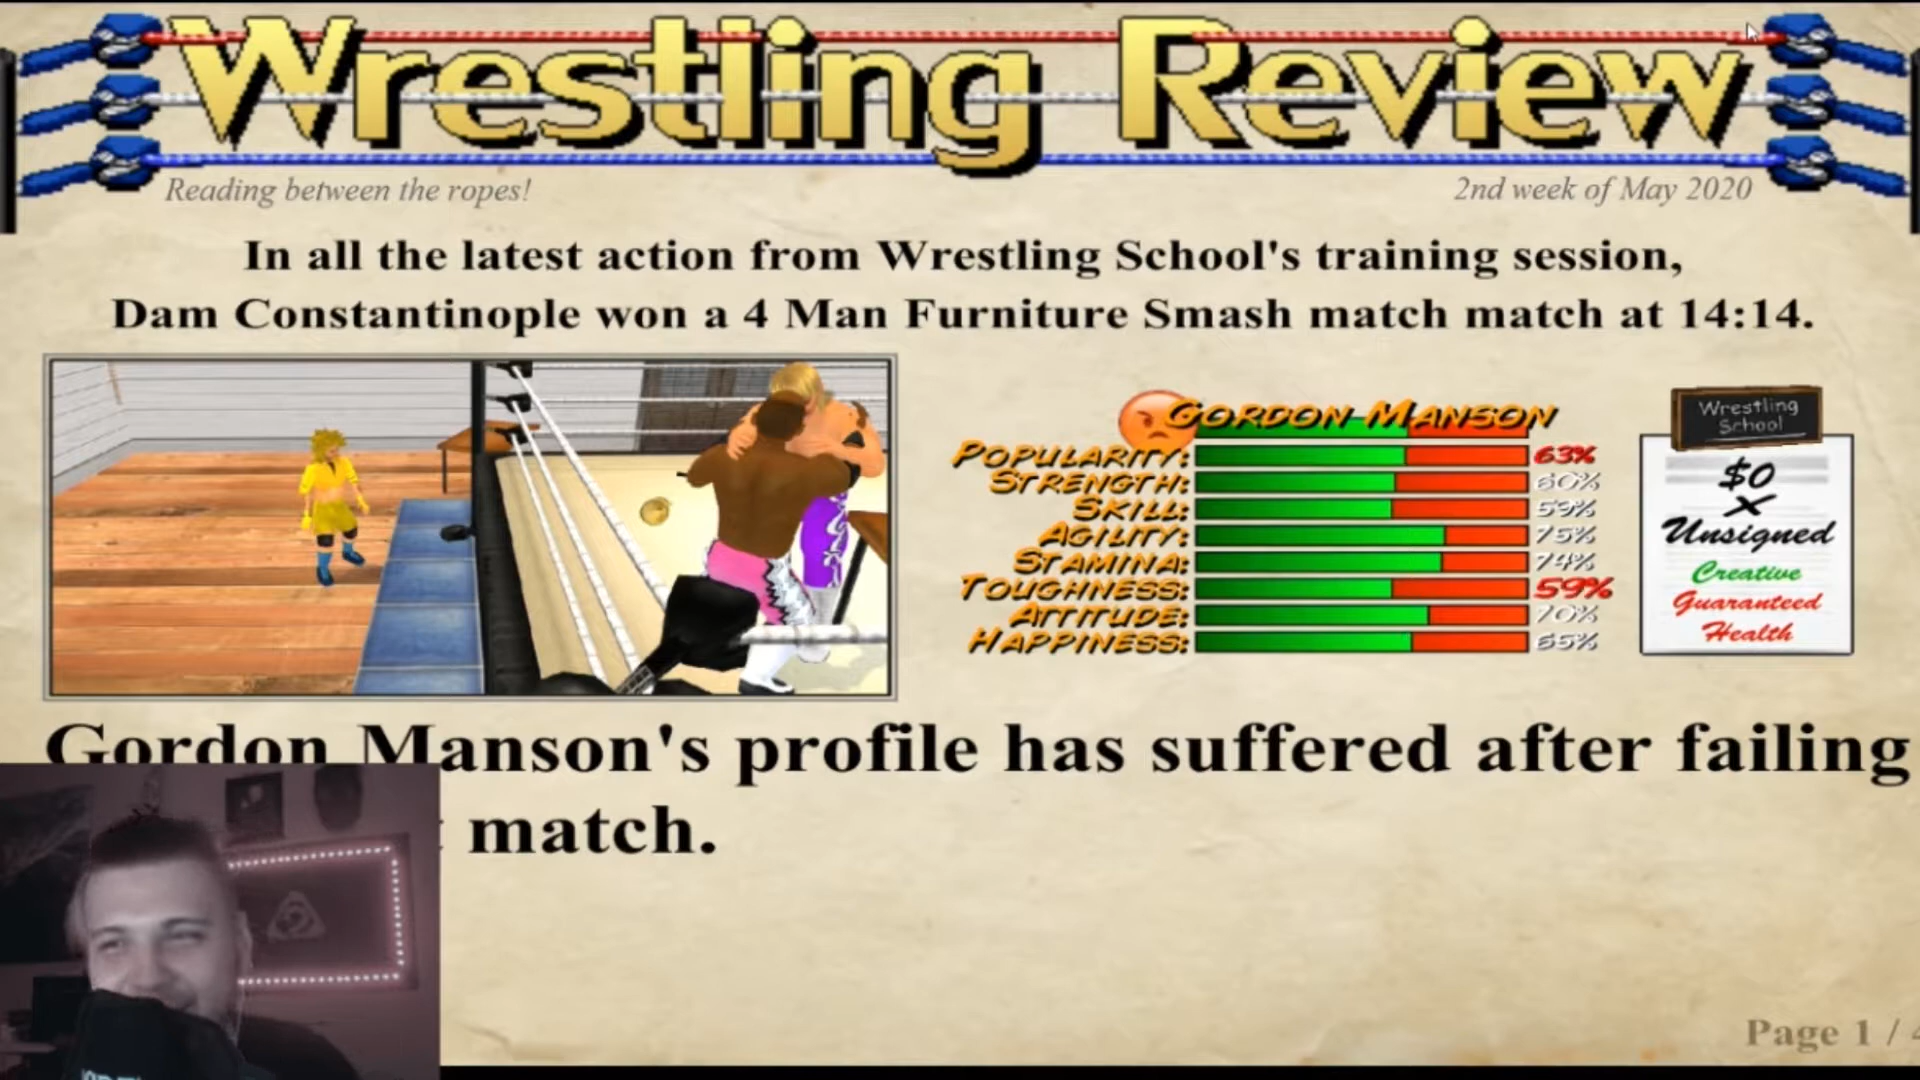 Wrestling Review
Reading between the ropes!
2nd week of May 2020
In all the latest action from Wrestling School's training session,
Dam Constantinople won a 4 Man Furniture Smash match match at 14:14.
GORDON MANSON
POPULARITY: 63%
STRENGTH: 60%
SKILL: 59%
AGILITY: 75%
STAMINA: 74%
TOUGHNESS: 59%
ATTITUDE: 70%
HAPPINESS: 65%
Wrestling
School
$0
X
Unsigned
Creative
Guaranteed
Health
Gordon Manson's profile has suffered after failing
match.
Page 1 /